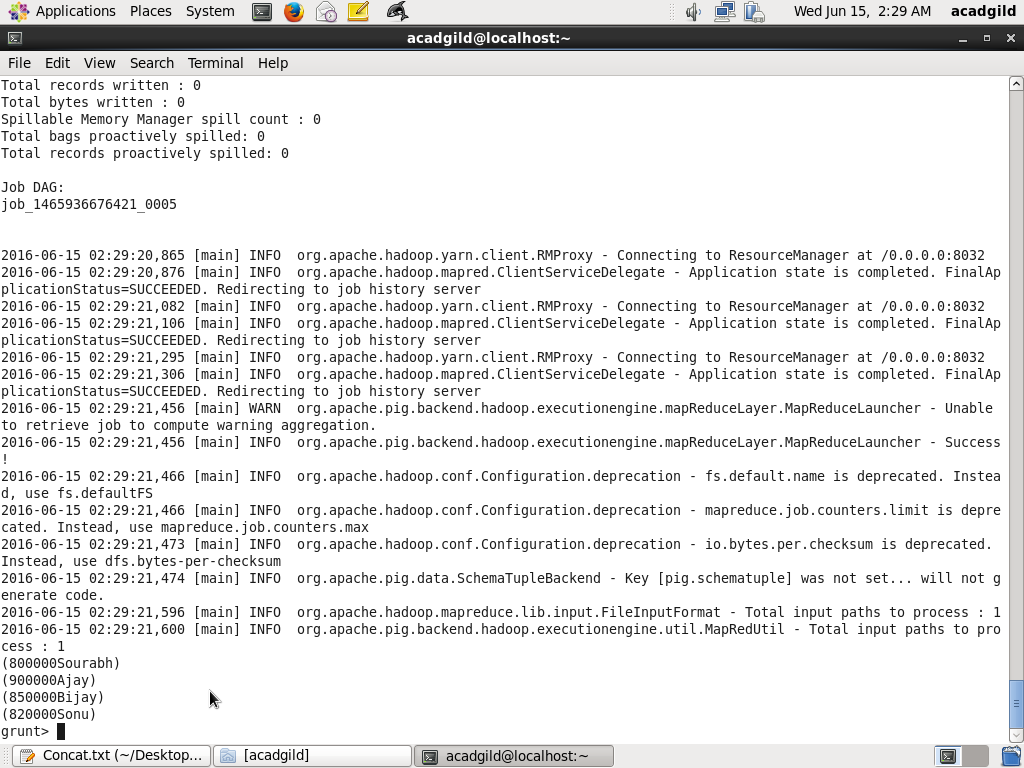 Applications Places System Wed Jun 15, 2:29 AM acadgild
acadgild@localhost:~
File Edit View Search Terminal Help
Total records written : 0
Total bytes written : 0
Spillable Memory Manager spill count : 0
Total bags proactively spilled: 0
Total records proactively spilled: 0
Job DAG:
job_1465936676421_0005
2016-06-15 02:29:20,865 [main] INFO  org.apache.hadoop.yarn.client.RMProxy - Connecting to ResourceManager at /0.0.0.0:8032
2016-06-15 02:29:20,876 [main] INFO  org.apache.hadoop.mapred.ClientServiceDelegate - Application state is completed. FinalAp
plicationStatus=SUCCEEDED. Redirecting to job history server
2016-06-15 02:29:21,082 [main] INFO  org.apache.hadoop.yarn.client.RMProxy - Connecting to ResourceManager at /0.0.0.0:8032
2016-06-15 02:29:21,106 [main] INFO  org.apache.hadoop.mapred.ClientServiceDelegate - Application state is completed. FinalAp
plicationStatus=SUCCEEDED. Redirecting to job history server
2016-06-15 02:29:21,295 [main] INFO  org.apache.hadoop.yarn.client.RMProxy - Connecting to ResourceManager at /0.0.0.0:8032
2016-06-15 02:29:21,306 [main] INFO  org.apache.hadoop.mapred.ClientServiceDelegate - Application state is completed. FinalAp
plicationStatus=SUCCEEDED. Redirecting to job history server
2016-06-15 02:29:21,456 [main] WARN  org.apache.pig.backend.hadoop.executionengine.mapReduceLayer.MapReduceLauncher - Unable
to retrieve job to compute warning aggregation.
2016-06-15 02:29:21,456 [main] INFO  org.apache.pig.backend.hadoop.executionengine.mapReduceLayer.MapReduceLauncher - Success
!
2016-06-15 02:29:21,466 [main] INFO  org.apache.hadoop.conf.Configuration.deprecation - fs.default.name is deprecated. Instea
d, use fs.defaultFS
2016-06-15 02:29:21,466 [main] INFO  org.apache.hadoop.conf.Configuration.deprecation - mapreduce.job.counters.limit is depre
cated. Instead, use mapreduce.job.counters.max
2016-06-15 02:29:21,473 [main] INFO  org.apache.hadoop.conf.Configuration.deprecation - io.bytes.per.checksum is deprecated.
Instead, use dfs.bytes-per-checksum
2016-06-15 02:29:21,474 [main] INFO  org.apache.pig.data.SchemaTupleBackend - Key [pig.schematuple] was not set... will not g
enerate code.
2016-06-15 02:29:21,596 [main] INFO  org.apache.hadoop.mapreduce.lib.input.FileInputFormat - Total input paths to process : 1
2016-06-15 02:29:21,600 [main] INFO  org.apache.pig.backend.hadoop.executionengine.util.MapRedUtil - Total input paths to pro
cess : 1
(800000Sourabh)
(900000Ajay)
(850000Bijay)
(820000Sonu)
grunt>
Concat.txt (~/Desktop... [acadgild] acadgild@localhost:~